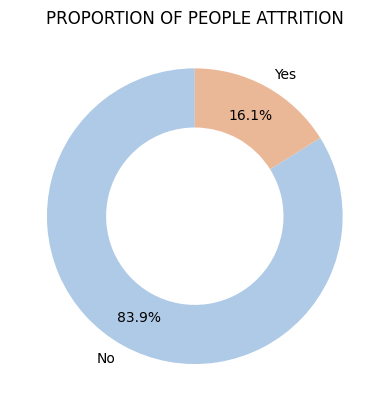 PROPORTION OF PEOPLE ATTRITION
Yes
16.1%
83.9%
No